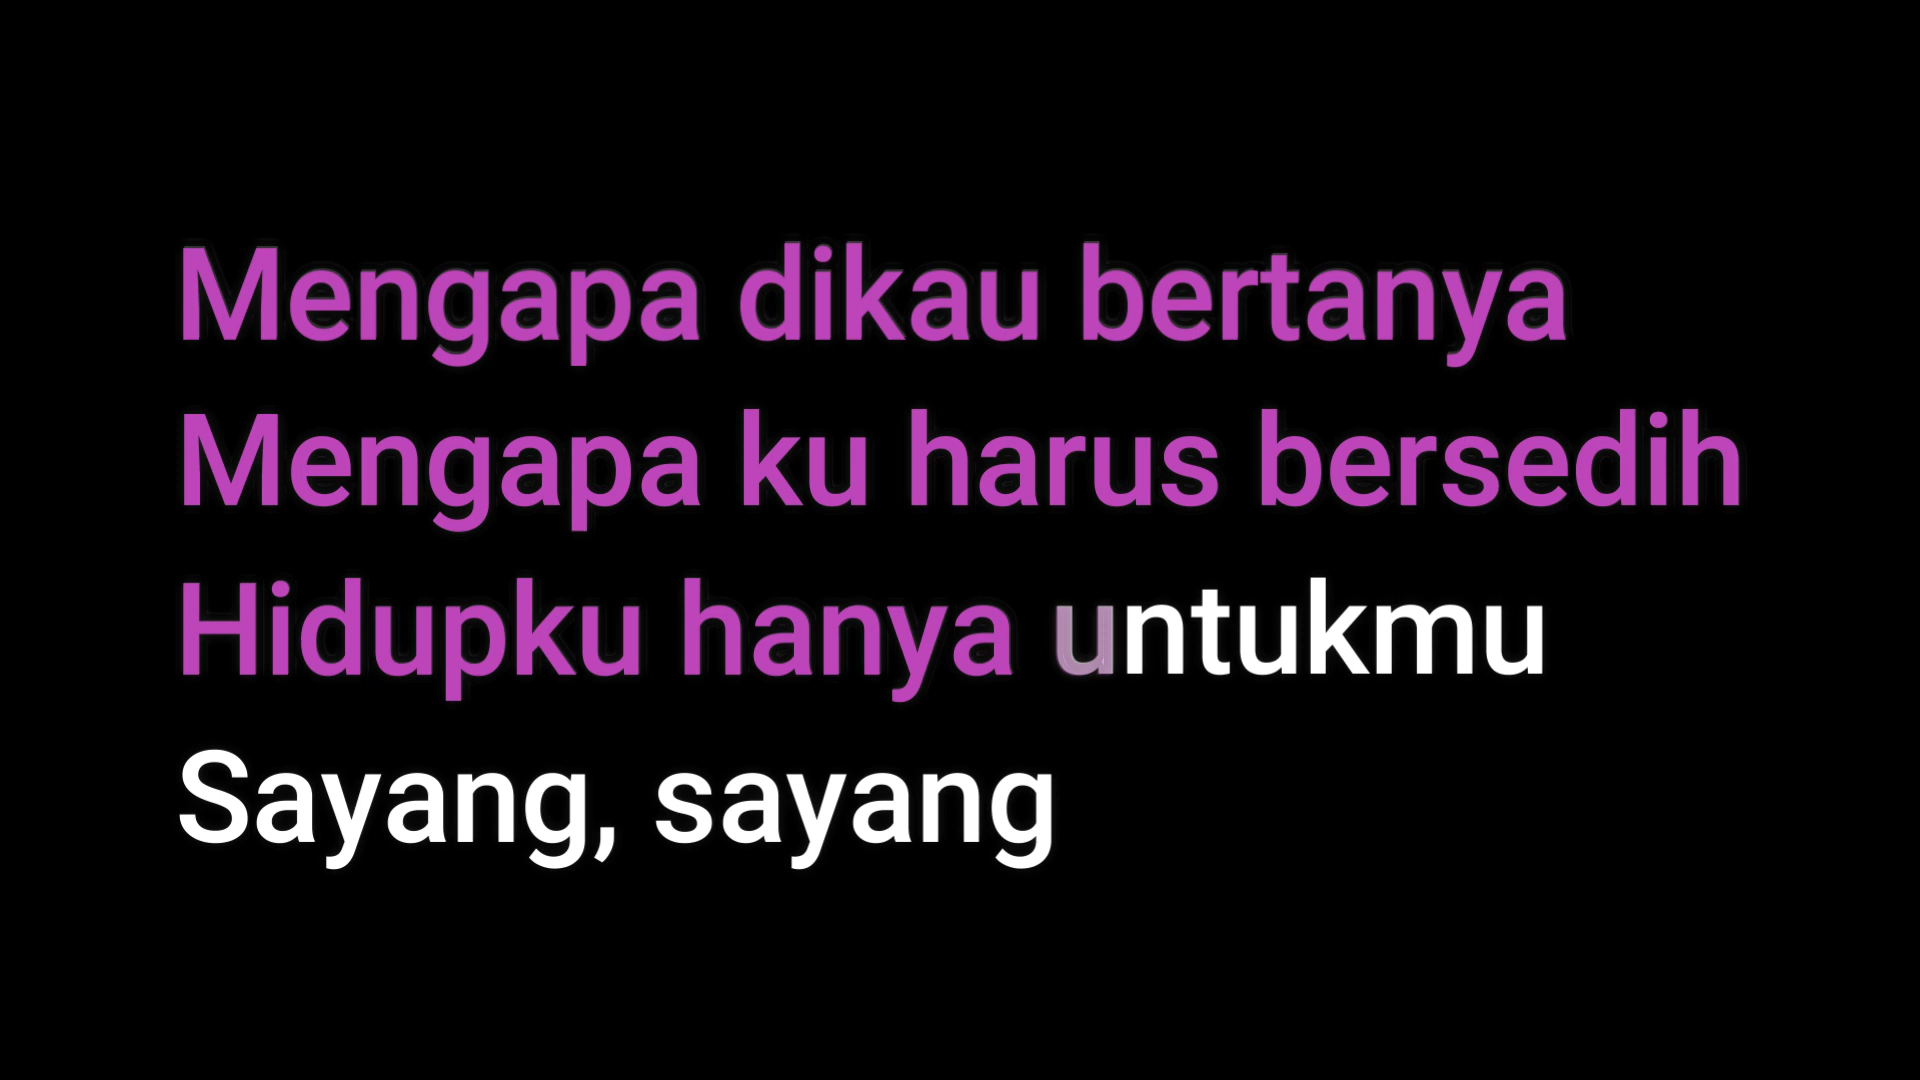 Mengapa dikau bertanya
Mengapa ku harus bersedih
Hidupku hanya untukmu
Sayang, sayang